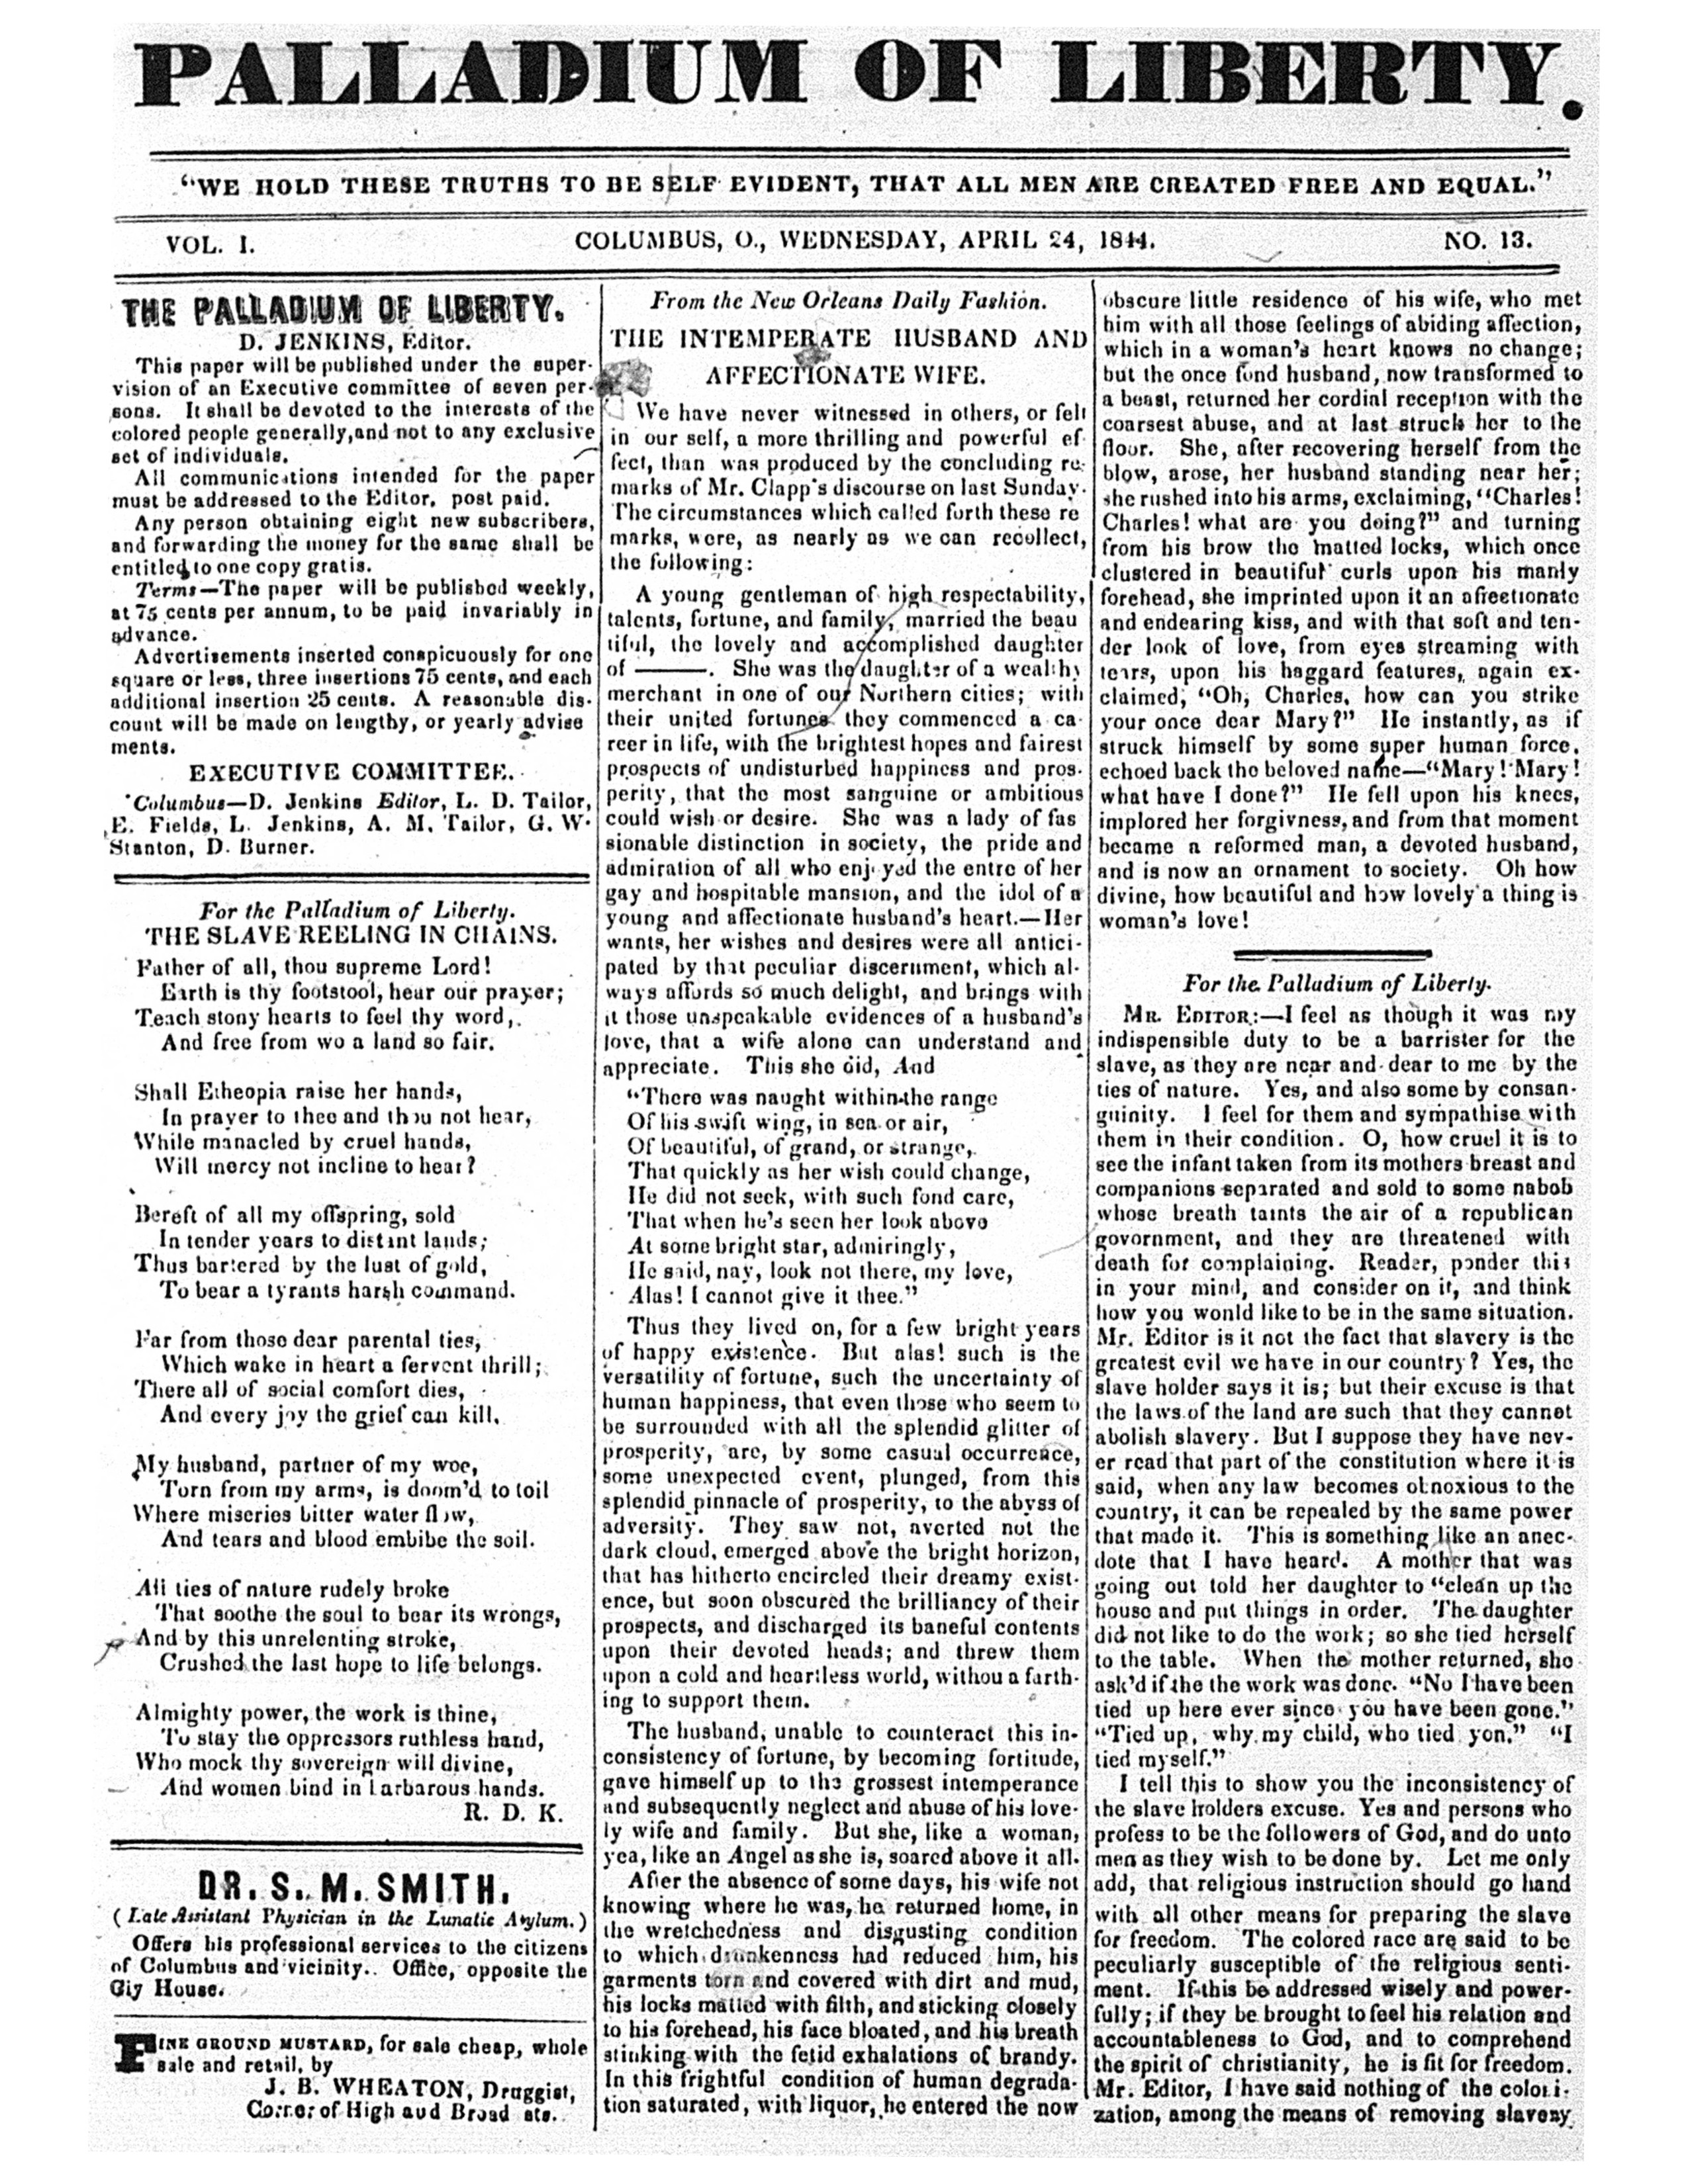 PALLADIUM OF LIBERTY.
"WE HOLD THESE TRUTHS TO BE SELF EVIDENT, THAT ALL MEN ARE CREATED FREE AND EQUAL."
VOL. I.
COLUMBUS, O., WEDNESDAY, APRIL 24, 1844.
NO. 13.
THE PALLADIUM OF LIBERTY.
D. JENKINS, Editor.
This paper will be published under the super-
vision of an Executive committee of seven per-
sons. It shall be devoted to the interests of the
colored people generally,and not to any exclusive
set of individuals.
All communications intended for the paper
must be addressed to the Editor, post paid.
Any person obtaining eight new subscribers,
and forwarding the money for the same shall be
entitled to one copy gratis.
Terms—The paper will be published weekly,
at 75 cents per annum, to be paid invariably in
advance.
Advertisements inserted conspicuously for one
square or less, three insertions 75 cents, and each
additional insertion 25 cents. A reasonable dis-
count will be made on lengthy, or yearly advise
ments.
EXECUTIVE COMMITTEE.
Columbus—D. Jenkins Editor, L. D. Tailor,
E. Fields, L. Jenkins, A. M. Tailor, G. W.
Stanton, D. Burner.
For the Palladium of Liberty.
THE SLAVE REELING IN CHAINS.
Father of all, thou supreme Lord!
Earth is thy footstool, hear our prayer;
Teach stony hearts to feel thy word,
And free from wo a land so fair.
Shall Etheopia raise her hands,
In prayer to thee and thou not hear,
While manacled by cruel hands,
Will mercy not incline to hear?
Bereft of all my offspring, sold
In tender years to distant lands;
Thus bartered by the lust of gold,
To bear a tyrants harsh command.
Far from those dear parental ties,
Which wake in heart a fervent thrill;
There all of social comfort dies,
And every joy the grief can kill.
My husband, partner of my woe,
Torn from my arms, is doom'd to toil
Where miseries bitter water flow,
And tears and blood embibe the soil.
All ties of nature rudely broke
That soothe the soul to bear its wrongs,
And by this unrelenting stroke,
Crushed the last hope to life belongs.
Almighty power, the work is thine,
To stay the oppressors ruthless hand,
Who mock thy sovereign will divine,
And women bind in barbarous hands.
R. D. K.
DR. S. M. SMITH.
(Late Assistant Physician in the Lunatic Asylum.)
Offers his professional services to the citizens
of Columbus and vicinity.. Office, opposite the
Giy House.
FINE GROUND MUSTARD, for sale cheap, whole
sale and retail, by
J. B. WHEATON, Druggist,
Corner of High aud Broad sts.
From the New Orleans Daily Fashion.
THE INTEMPERATE HUSBAND AND
AFFECTIONATE WIFE.
We have never witnessed in others, or felt
in our self, a more thrilling and powerful ef
fect, than was produced by the concluding re-
marks of Mr. Clapp's discourse on last Sunday.
The circumstances which called forth these re
marks, were, as nearly as we can recollect,
the following:
A young gentleman of high respectability,
talents, fortune, and family, married the beau
tiful, the lovely and accomplished daughter
of ———. She was the daughter of a wealthy
merchant in one of our Northern cities; with
their united fortunes they commenced a ca
reer in life, with the brightest hopes and fairest
prospects of undisturbed happiness and pros-
perity, that the most sanguine or ambitious
could wish or desire. She was a lady of fas
sionable distinction in society, the pride and
admiration of all who enjoyed the entre of her
gay and hospitable mansion, and the idol of a
young and affectionate husband's heart.—Her
wants, her wishes and desires were all antici-
pated by that peculiar discernment, which al-
ways affords so much delight, and brings with
it those unspeakable evidences of a husband's
love, that a wife alone can understand and
appreciate. This she did, And
"There was naught within the range
Of his swift wing, in sea or air,
Of beautiful, of grand, or strange,
That quickly as her wish could change,
He did not seek, with such fond care,
That when he's seen her look above
At some bright star, admiringly,
He said, nay, look not there, my love,
Alas! I cannot give it thee."
Thus they lived on, for a few bright years
of happy existence. But alas! such is the
versatility of fortune, such the uncertainty of
human happiness, that even those who seem to
be surrounded with all the splendid glitter of
prosperity, are, by some casual occurrence,
some unexpected event, plunged, from this
splendid pinnacle of prosperity, to the abyss of
adversity. They saw not, averted not the
dark cloud, emerged above the bright horizon,
that has hitherto encircled their dreamy exist-
ence, but soon obscured the brilliancy of their
prospects, and discharged its baneful contents
upon their devoted heads; and threw them
upon a cold and heartless world, withou a farth-
ing to support them.
The husband, unable to counteract this in-
consistency of fortune, by becoming fortitude,
gave himself up to the grossest intemperance
and subsequently neglect and abuse of his love-
ly wife and family. But she, like a woman,
yea, like an Angel as she is, soared above it all.
After the absence of some days, his wife not
knowing where he was, he returned home, in
the wretchedness and disgusting condition
to which drunkenness had reduced him, his
garments torn and covered with dirt and mud,
his locks matted with filth, and sticking closely
to his forehead, his face bloated, and his breath
stinking with the fetid exhalations of brandy.
In this frightful condition of human degrada-
tion saturated, with liquor, he entered the now
obscure little residence of his wife, who met
him with all those feelings of abiding affection,
which in a woman's heart knows no change;
but the once fond husband, now transformed to
a beast, returned her cordial reception with the
coarsest abuse, and at last struck her to the
floor. She, after recovering herself from the
blow, arose, her husband standing near her;
she rushed into his arms, exclaiming, "Charles!
Charles! what are you doing?" and turning
from his brow the matted locks, which once
clustered in beautiful curls upon his manly
forehead, she imprinted upon it an afreetionate
and endearing kiss, and with that soft and ten-
der look of love, from eyes streaming with
tears, upon his haggard features, again ex-
claimed, "Oh, Charles, how can you strike
your once dear Mary?" He instantly, as if
struck himself by some super human force,
echoed back the beloved name—"Mary! Mary!
what have I done?" He fell upon his knees,
implored her forgivness, and from that moment
became a reformed man, a devoted husband,
and is now an ornament to society. Oh how
divine, how beautiful and how lovely a thing is
woman's love!
For the Palladium of Liberty.
MR. EDITOR:—I feel as though it was my
indispensible duty to be a barrister for the
slave, as they are near and dear to me by the
ties of nature. Yes, and also some by consan-
guinity. I feel for them and sympathise with
them in their condition. O, how cruel it is to
see the infant taken from its mothers breast and
companions separated and sold to some nabob
whose breath taints the air of a republican
govornment, and they are threatened with
death for complaining. Reader, ponder this
in your mind, and consider on it, and think
how you would like to be in the same situation.
Mr. Editor is it not the fact that slavery is the
greatest evil we have in our country? Yes, the
slave holder says it is; but their excuse is that
the laws of the land are such that they cannot
abolish slavery. But I suppose they have nev-
er read that part of the constitution where it is
said, when any law becomes obnoxious to the
country, it can be repealed by the same power
that made it. This is something like an anec-
dote that I have heard. A mother that was
going out told her daughter to "clean up the
house and put things in order. The daughter
did not like to do the work; so she tied herself
to the table. When the mother returned, she
ask'd if the the work was done. "No I have been
tied up here ever since you have been gone."
"Tied up, why my child, who tied yon." "I
tied myself."
I tell this to show you the inconsistency of
the slave holders excuse. Yes and persons who
profess to be the followers of God, and do unto
men as they wish to be done by. Let me only
add, that religious instruction should go hand
with all other means for preparing the slave
for freedom. The colored race are said to be
peculiarly susceptible of the religious senti-
ment. If this be addressed wisely and power-
fully; if they be brought to feel his relation and
accountableness to God, and to comprehend
the spirit of christianity, he is fit for freedom.
Mr. Editor, I have said nothing of the coloni-
zation, among the means of removing slavery